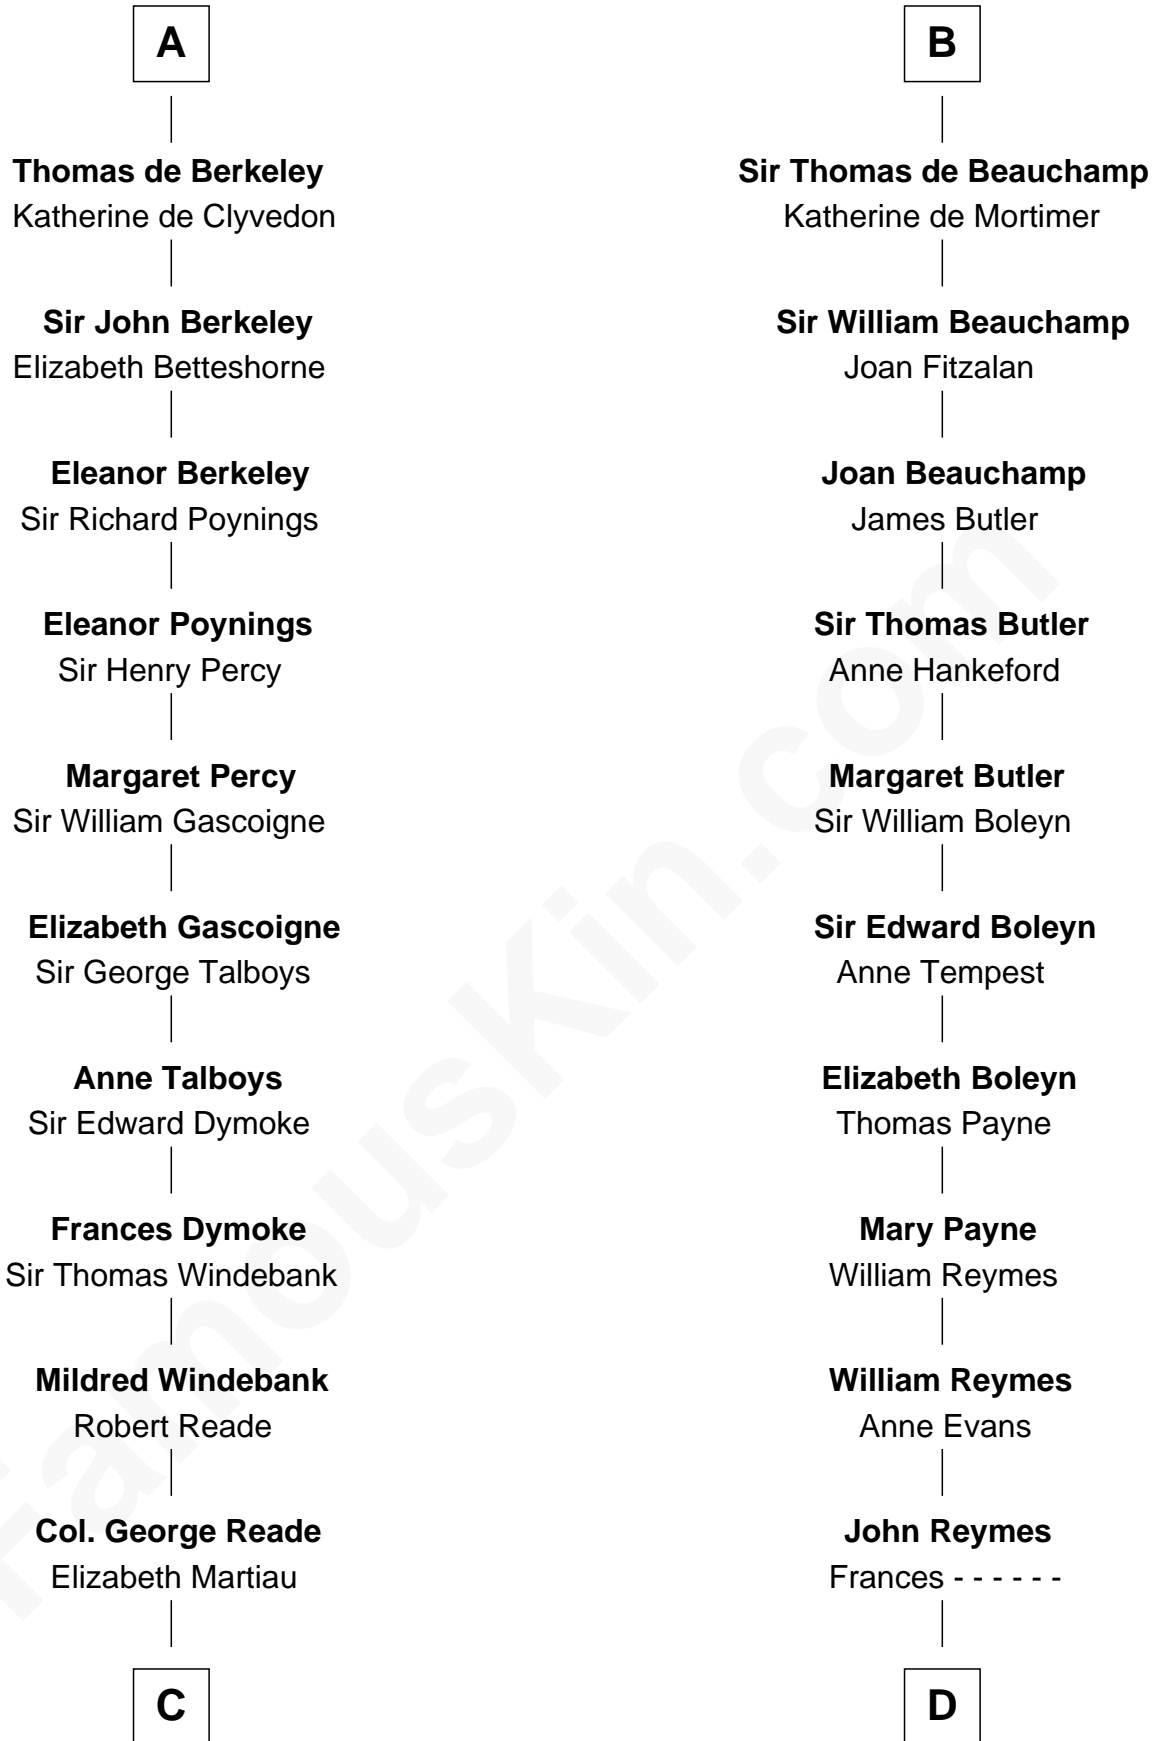 A
Thomas de Berkeley
Katherine de Clyvedon
Sir John Berkeley
Elizabeth Betteshorne
Eleanor Berkeley
Sir Richard Poynings
Eleanor Poynings
Sir Henry Percy
Margaret Percy
Sir William Gascoigne
Elizabeth Gascoigne
Sir George Talboys
Anne Talboys
Sir Edward Dymoke
Frances Dymoke
Sir Thomas Windebank
Mildred Windebank
Robert Reade
Col. George Reade
Elizabeth Martiau
C
B
Sir Thomas de Beauchamp
Katherine de Mortimer
Sir William Beauchamp
Joan Fitzalan
Joan Beauchamp
James Butler
Sir Thomas Butler
Anne Hankeford
Margaret Butler
Sir William Boleyn
Sir Edward Boleyn
Anne Tempest
Elizabeth Boleyn
Thomas Payne
Mary Payne
William Reymes
William Reymes
Anne Evans
John Reymes
Frances - - - - - -
D
FamousKin.com